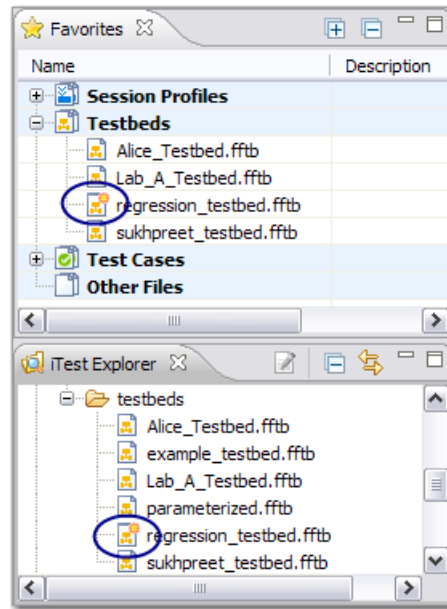 Favorites
Name Description
Session Profiles
Testbeds
Alice_Testbed.fftb
Lab_A_Testbed.fftb
regression_testbed.fftb
sukhpreet_testbed.fftb
Test Cases
Other Files
iTest Explorer
testbeds
Alice_Testbed.fftb
example_testbed.fftb
Lab_A_Testbed.fftb
parameterized.fftb
regression_testbed.fftb
sukhpreet_testbed.fftb